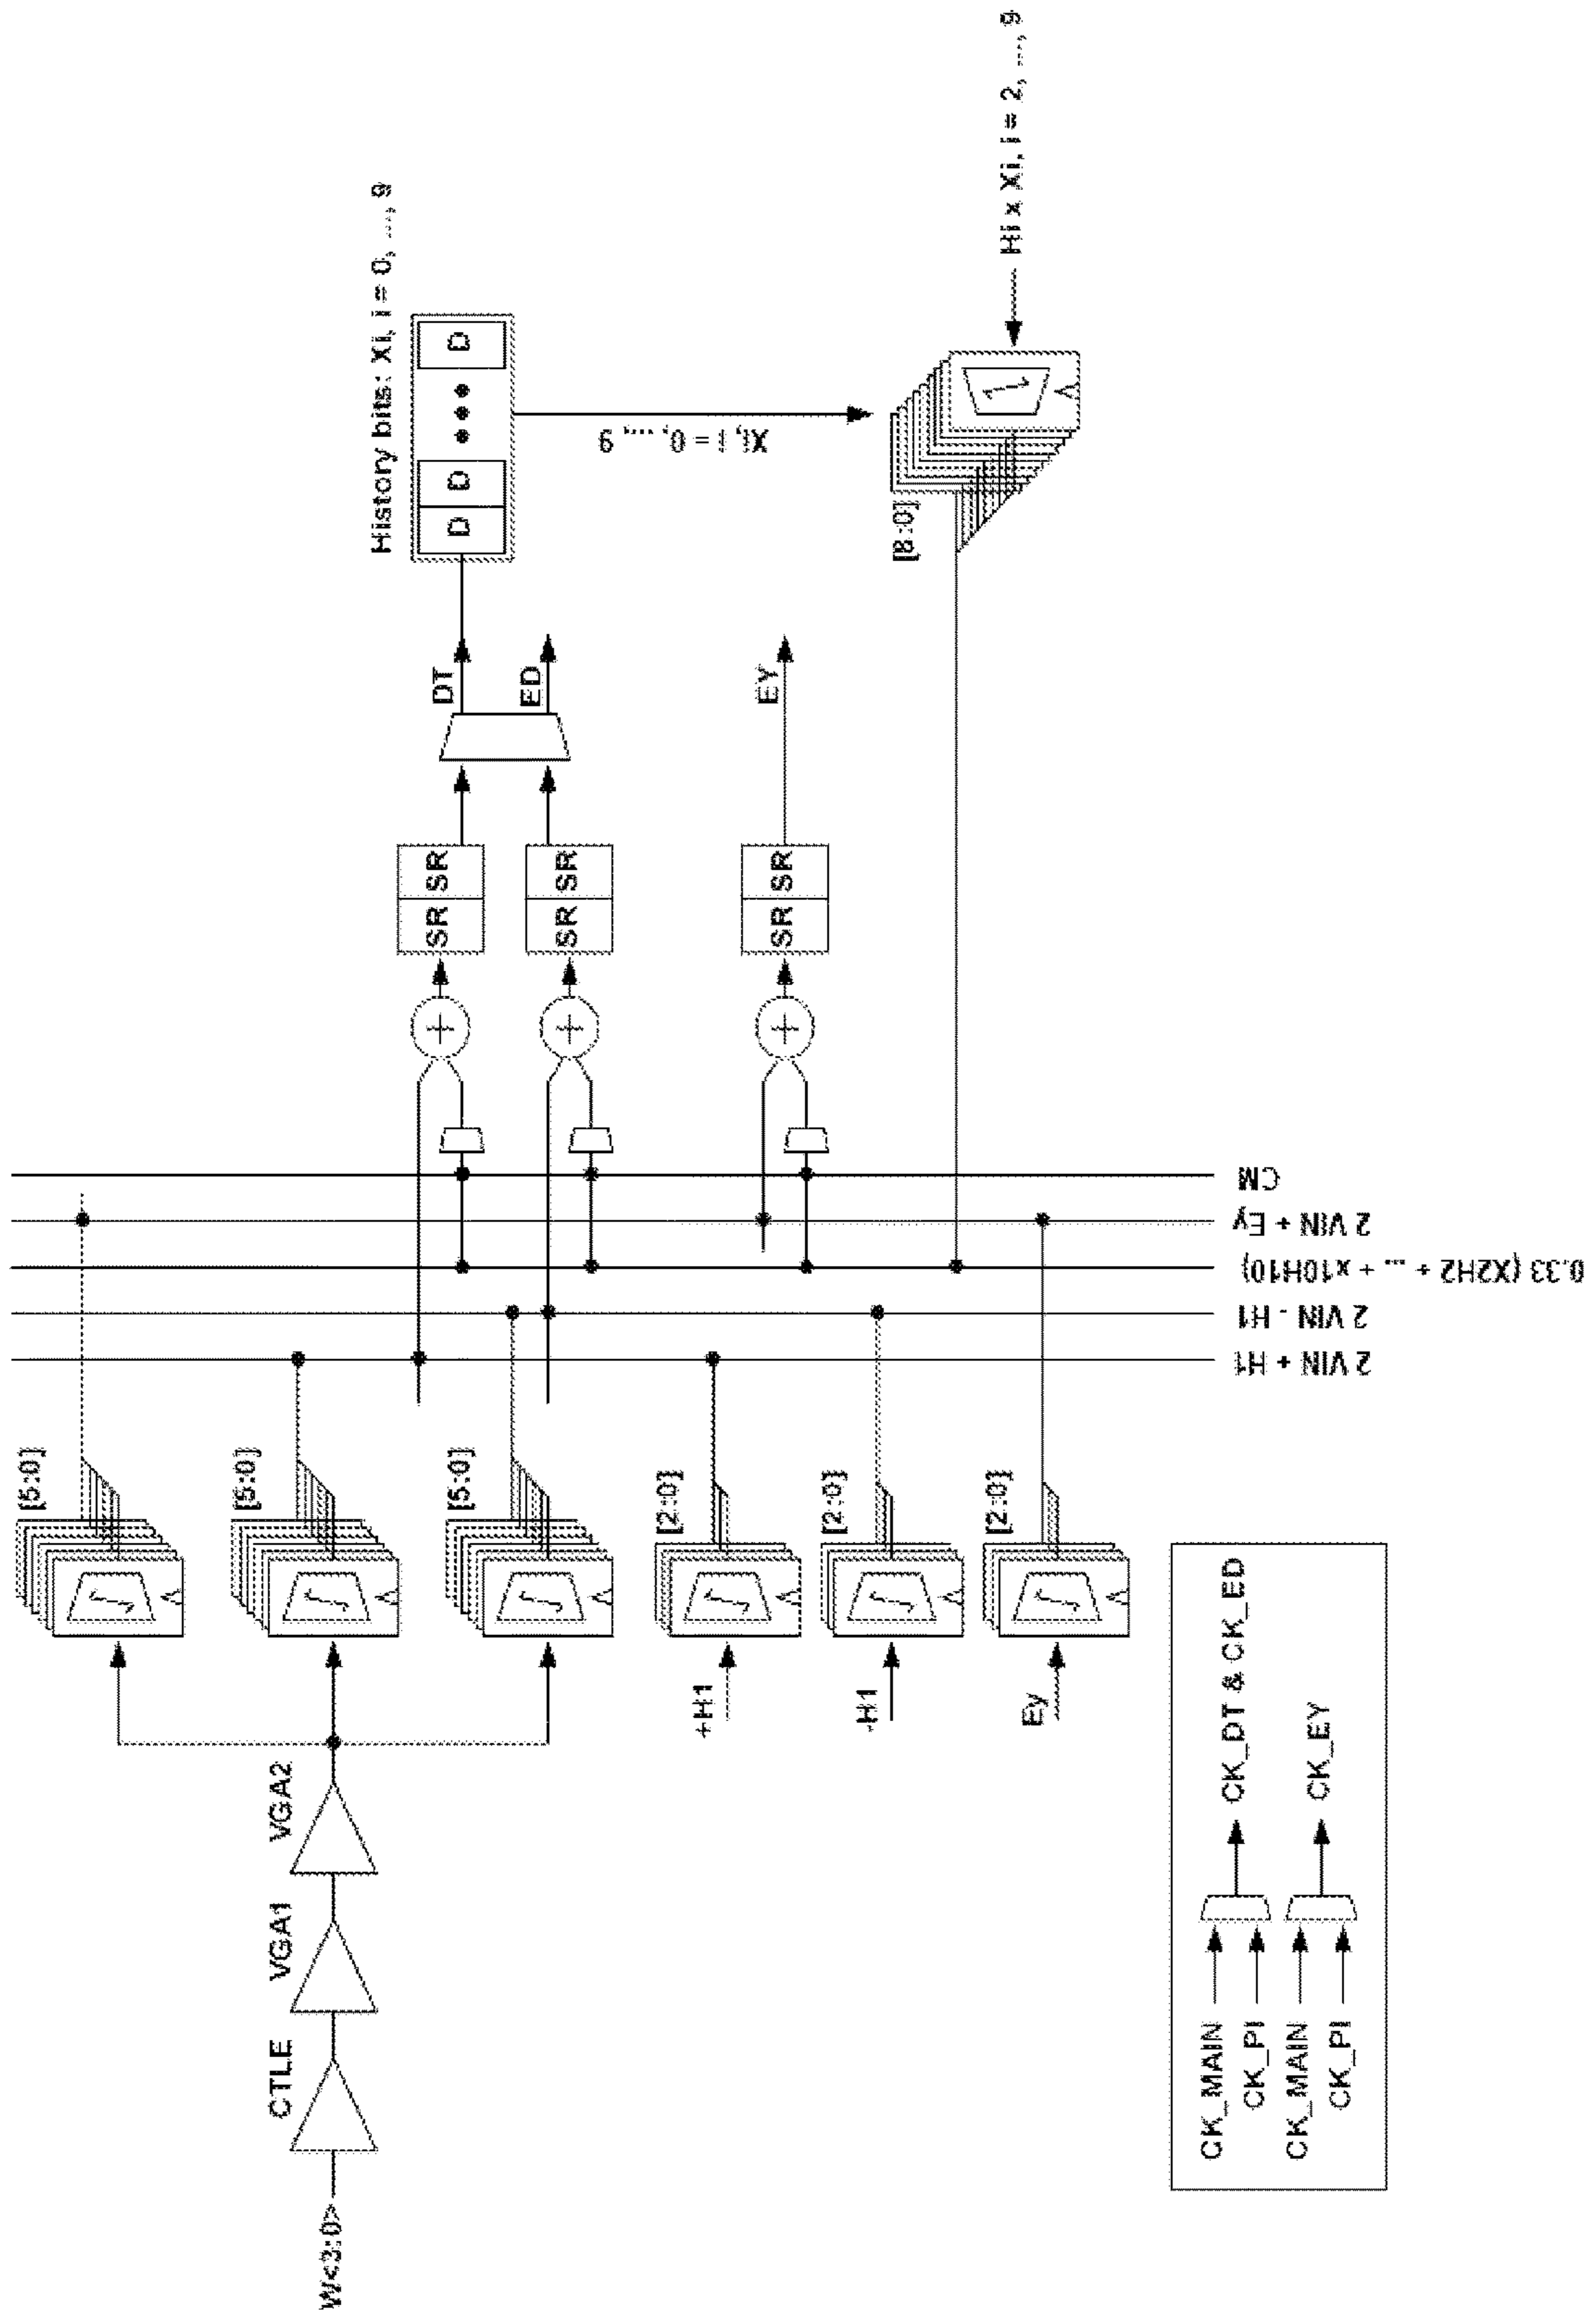 W<3:0>
CTLE
VGA1
VGA2
[5:0]
[5:0]
[5:0]
+H1
[2:0]
-H1
[2:0]
Ey
[2:0]
2 VIN + H1
2 VIN - H1
0.33 (X2H2 + ... + x10H10)
2 VIN + Ey
CM
+
SR SR
+
SR SR
+
SR SR
DT
ED
EY
History bits: Xi, i = 0, ..., 9
D D D
Xi, i = 0, ..., 9
[8:0]
Hi x Xi, i = 2, ..., 9
CK_MAIN
CK_PI
CK_DT & CK_ED
CK_MAIN
CK_PI
CK_EY